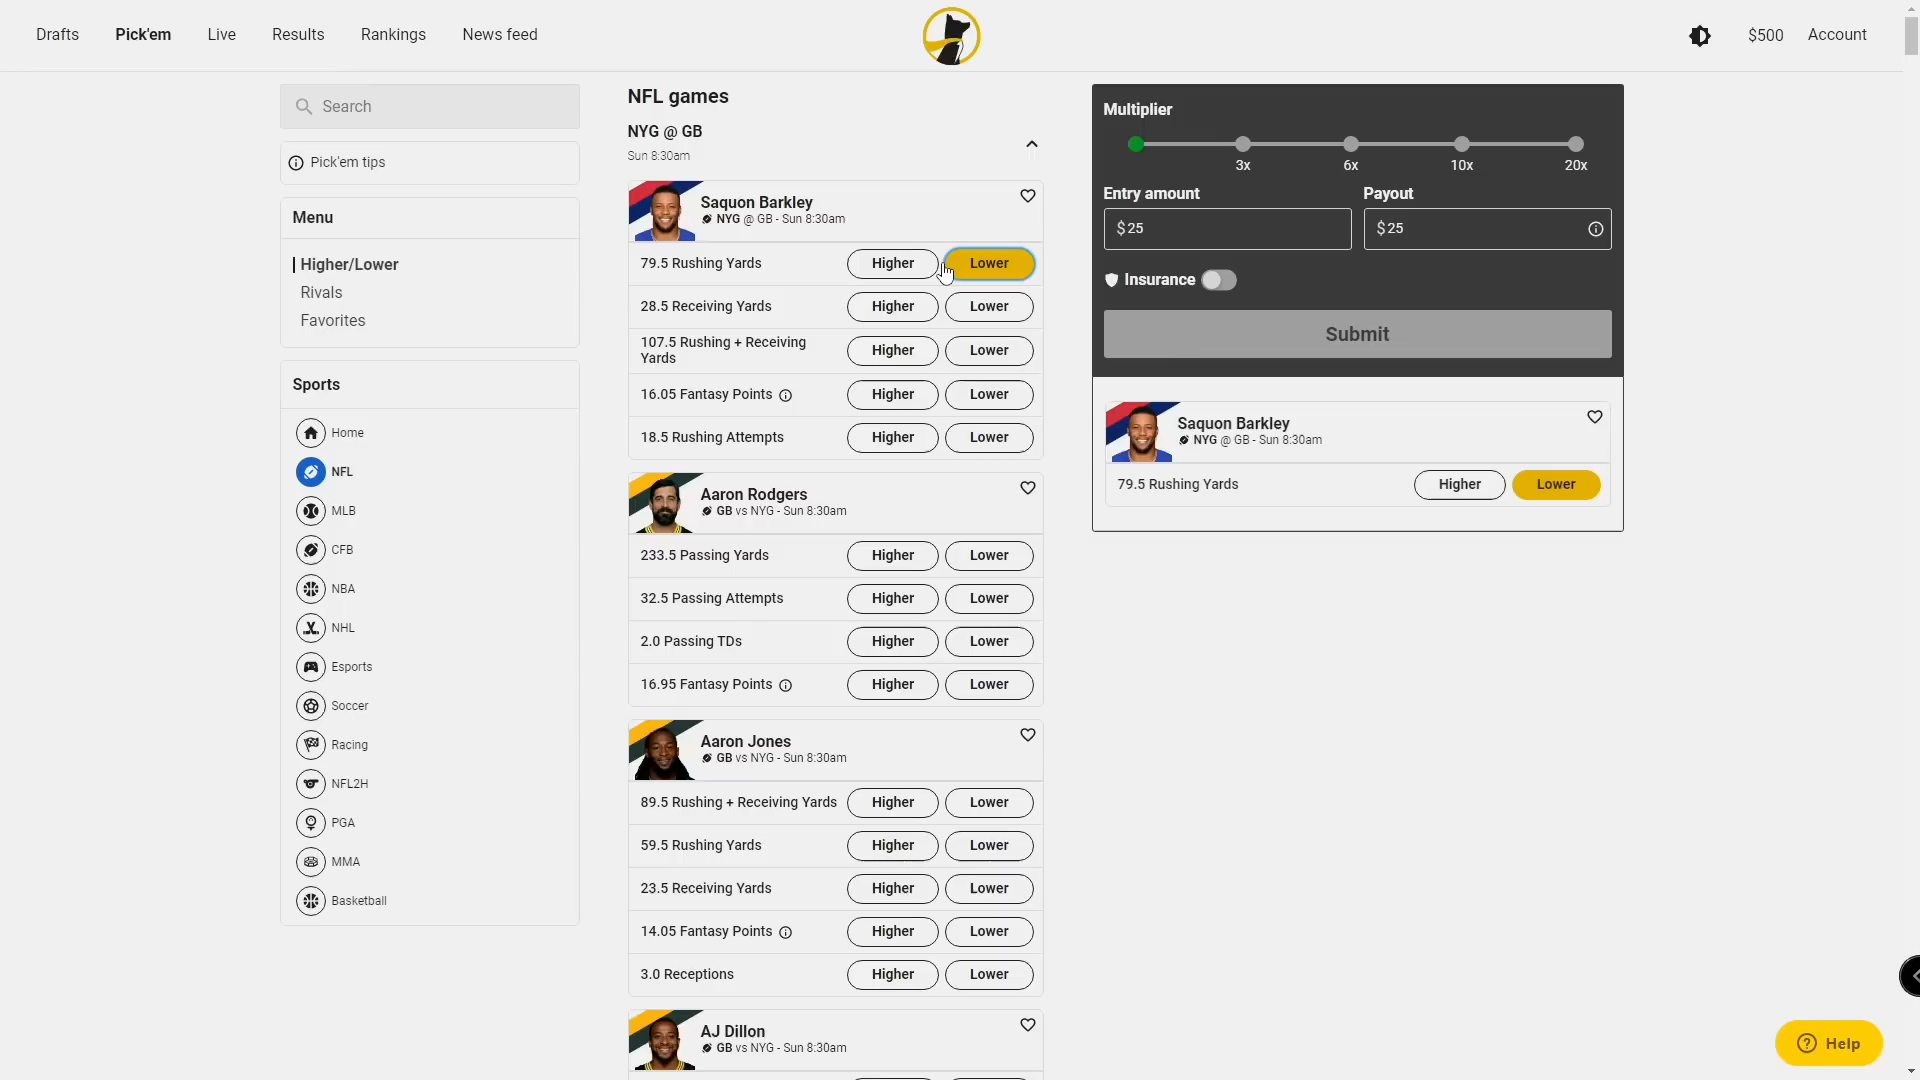 Drafts
Pick'em
Live
Results
Rankings
News feed
$500
Account
Search
Pick'em tips
Menu
Higher/Lower
Rivals
Favorites
Sports
Home
NFL
MLB
CFB
NBA
NHL
Esports
Soccer
Racing
NFL2H
PGA
MMA
Basketball
NFL games
NYG @ GB
Sun 8:30am
Saquon Barkley
NYG @ GB - Sun 8:30am
79.5 Rushing Yards Higher Lower
28.5 Receiving Yards Higher Lower
107.5 Rushing + Receiving
Yards
Higher Lower
16.05 Fantasy Points Higher Lower
18.5 Rushing Attempts Higher Lower
Aaron Rodgers
GB vs NYG - Sun 8:30am
233.5 Passing Yards Higher Lower
32.5 Passing Attempts Higher Lower
2.0 Passing TDs Higher Lower
16.95 Fantasy Points Higher Lower
Aaron Jones
GB vs NYG - Sun 8:30am
89.5 Rushing + Receiving Yards Higher Lower
59.5 Rushing Yards Higher Lower
23.5 Receiving Yards Higher Lower
14.05 Fantasy Points Higher Lower
3.0 Receptions Higher Lower
AJ Dillon
GB vs NYG - Sun 8:30am
Multiplier
3x 6x 10x 20x
Entry amount Payout
$25 $25
Insurance
Submit
Saquon Barkley
NYG @ GB - Sun 8:30am
79.5 Rushing Yards Higher Lower
Help